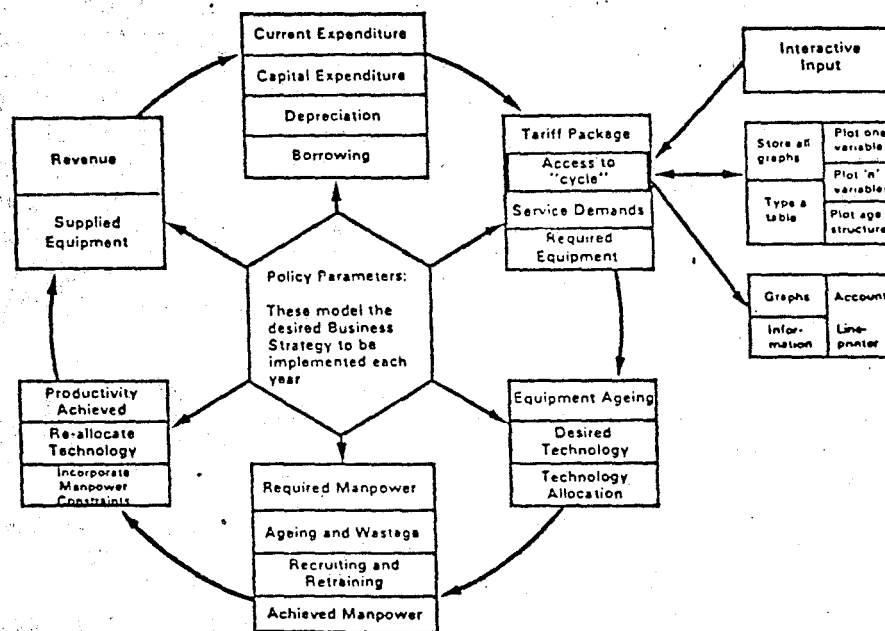 Current Expenditure
Capital Expenditure
Depreciation
Borrowing
Interactive
Input
Revenue
Supplied
Equipment
Tariff Package
Access to
"cycle"
Service Demands
Required
Equipment
Store all
graphs
Type a
table
Plot one
variable
Plot 'n'
variables
Plot age
structure
Graphs
Account
Infor-
mation
Line-
printer
Policy Parameters:
These model the
desired Business
Strategy to be
implemented each
year
Productivity
Achieved
Re-allocate
Technology
Incorporate
Manpower
Constraints
Equipment Ageing
Desired
Technology
Technology
Allocation
Required Manpower
Ageing and Wastage
Recruiting and
Retraining
Achieved Manpower